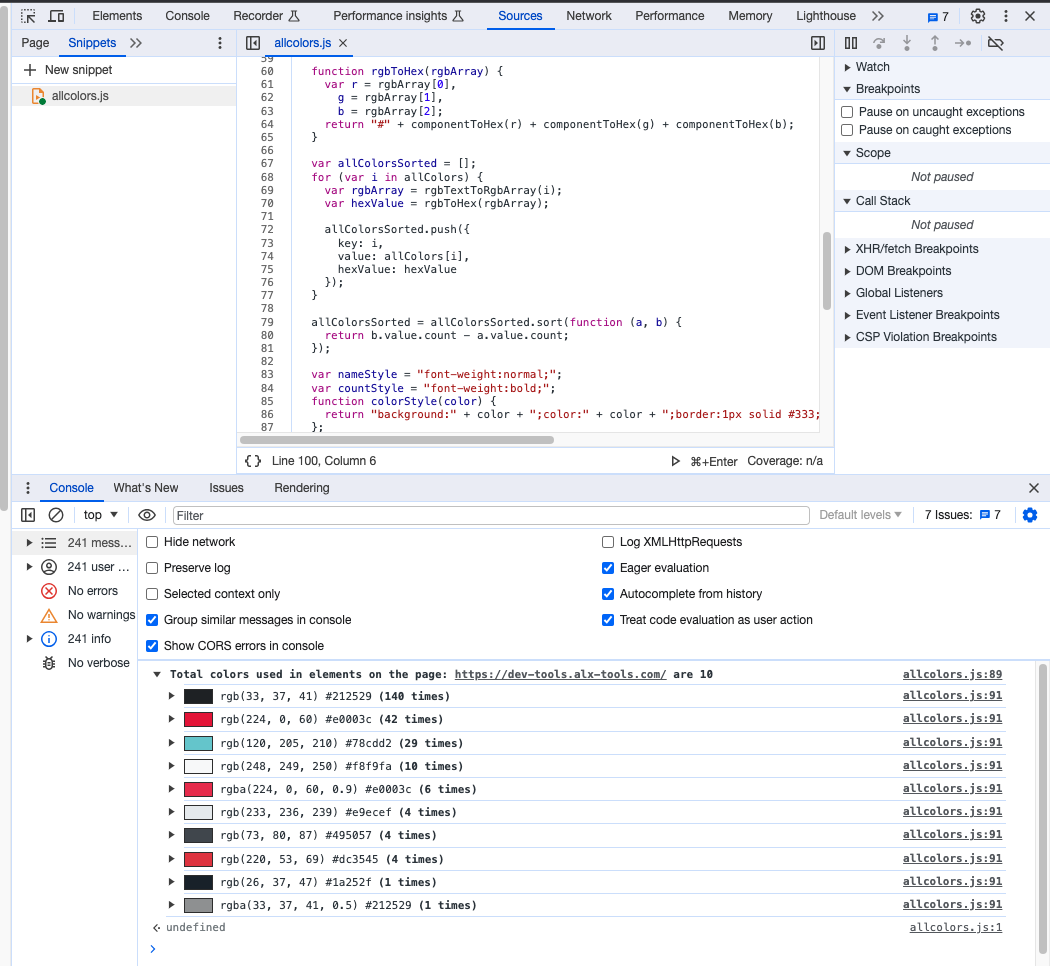 Elements Console Recorder Performance insights Sources Network Performance Memory Lighthouse 7
Page Snippets
allcolors.js
New snippet
allcolors.js
59
60 function rgbToHex(rgbArray) {
61 var r = rgbArray[0],
62 g = rgbArray[1],
63 b = rgbArray[2];
64 return "#" + componentToHex(r) + componentToHex(g) + componentToHex(b);
65 }
66
67 var allColorsSorted = [];
68 for (var i in allColors) {
69 var rgbArray = rgbTextToRgbArray(i);
70 var hexValue = rgbToHex(rgbArray);
71
72 allColorsSorted.push({
73 key: i,
74 value: allColors[i],
75 hexValue: hexValue
76 });
77 }
78
79 allColorsSorted = allColorsSorted.sort(function (a, b) {
80 return b.value.count - a.value.count;
81 });
82
83 var nameStyle = "font-weight:normal;";
84 var countStyle = "font-weight:bold;";
85 function colorStyle(color) {
86 return "background:" + color + ";color:" + color + ";border:1px solid #333;
87 };
{} Line 100, Column 6 ⌘+Enter Coverage: n/a
Watch
Breakpoints
Pause on uncaught exceptions
Pause on caught exceptions
Scope
Not paused
Call Stack
Not paused
XHR/fetch Breakpoints
DOM Breakpoints
Global Listeners
Event Listener Breakpoints
CSP Violation Breakpoints
Console What's New Issues Rendering
top Filter Default levels 7 Issues: 7
241 mess...
241 user ...
No errors
No warnings
241 info
No verbose
Hide network Log XMLHttpRequests
Preserve log Eager evaluation
Selected context only Autocomplete from history
Group similar messages in console Treat code evaluation as user action
Show CORS errors in console
Total colors used in elements on the page: https://dev-tools.alx-tools.com/ are 10 allcolors.js:89
rgb(33, 37, 41) #212529 (140 times) allcolors.js:91
rgb(224, 0, 60) #e0003c (42 times) allcolors.js:91
rgb(120, 205, 210) #78cdd2 (29 times) allcolors.js:91
rgb(248, 249, 250) #f8f9fa (10 times) allcolors.js:91
rgba(224, 0, 60, 0.9) #e0003c (6 times) allcolors.js:91
rgb(233, 236, 239) #e9ecef (4 times) allcolors.js:91
rgb(73, 80, 87) #495057 (4 times) allcolors.js:91
rgb(220, 53, 69) #dc3545 (4 times) allcolors.js:91
rgb(26, 37, 47) #1a252f (1 times) allcolors.js:91
rgba(33, 37, 41, 0.5) #212529 (1 times) allcolors.js:91
undefined allcolors.js:1